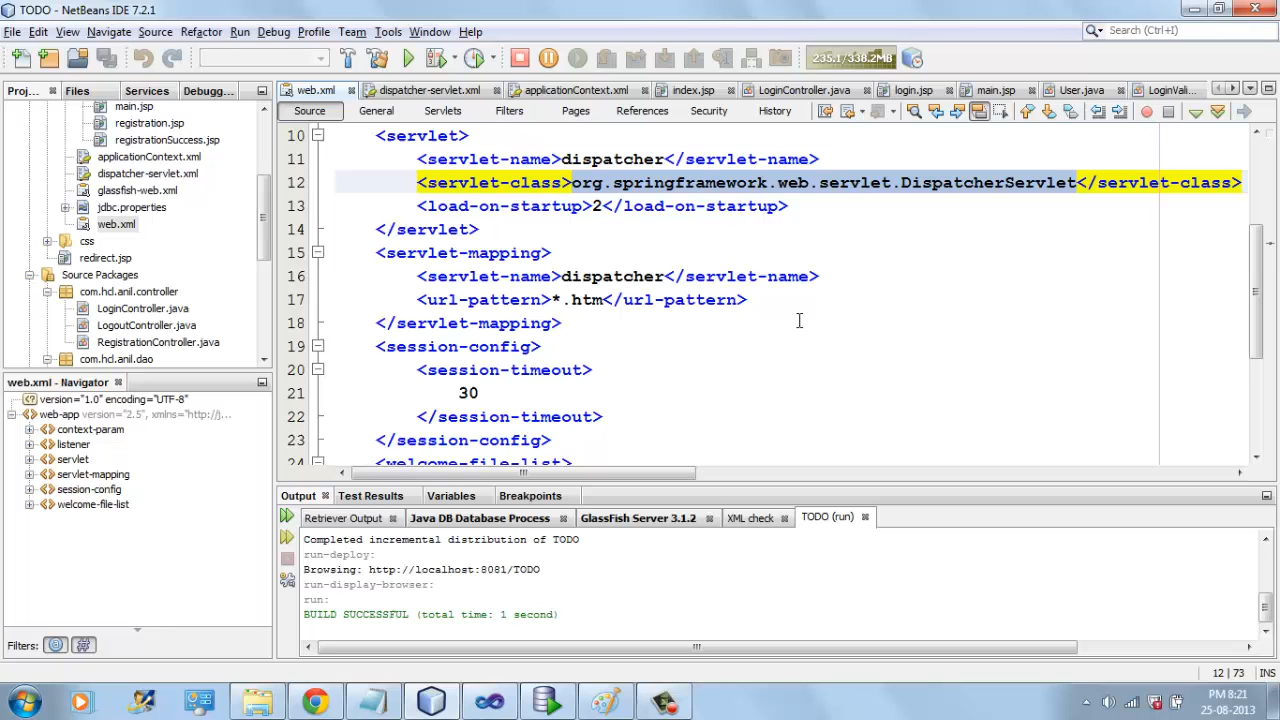 TODO - NetBeans IDE 7.2.1
File Edit View Navigate Source Refactor Run Debug Profile Team Tools Window Help
Search (Ctrl+I)
235.1/338.2MB
Proj... Files Services Debugg...
web.xml dispatcher-servlet.xml applicationContext.xml index.jsp LoginController.java login.jsp main.jsp User.java LoginVali...
Source General Servlets Filters Pages References Security History
main.jsp
registration.jsp
registrationSuccess.jsp
applicationContext.xml
dispatcher-servlet.xml
glassfish-web.xml
jdbc.properties
web.xml
css
redirect.jsp
Source Packages
com.hcl.anil.controller
LoginController.java
LogoutController.java
RegistrationController.java
com.hcl.anil.dao
10 <servlet>
11 <servlet-name>dispatcher</servlet-name>
12 <servlet-class>org.springframework.web.servlet.DispatcherServlet</servlet-class>
13 <load-on-startup>2</load-on-startup>
14 </servlet>
15 <servlet-mapping>
16 <servlet-name>dispatcher</servlet-name>
17 <url-pattern>*.htm</url-pattern>
18 </servlet-mapping>
19 <session-config>
20 <session-timeout>
21 30
22 </session-timeout>
23 </session-config>
24 <welcome-file-list>
web.xml - Navigator
version="1.0" encoding="UTF-8"
web-app version="2.5", xmlns="http://j...
context-param
listener
servlet
servlet-mapping
session-config
welcome-file-list
Filters:
Output Test Results Variables Breakpoints
Retriever Output Java DB Database Process GlassFish Server 3.1.2 XML check TODO (run)
Completed incremental distribution of TODO
run-deploy:
Browsing: http://localhost:8081/TODO
run-display-browser:
run:
BUILD SUCCESSFUL (total time: 1 second)
12 | 73 INS
PM 8:21
25-08-2013